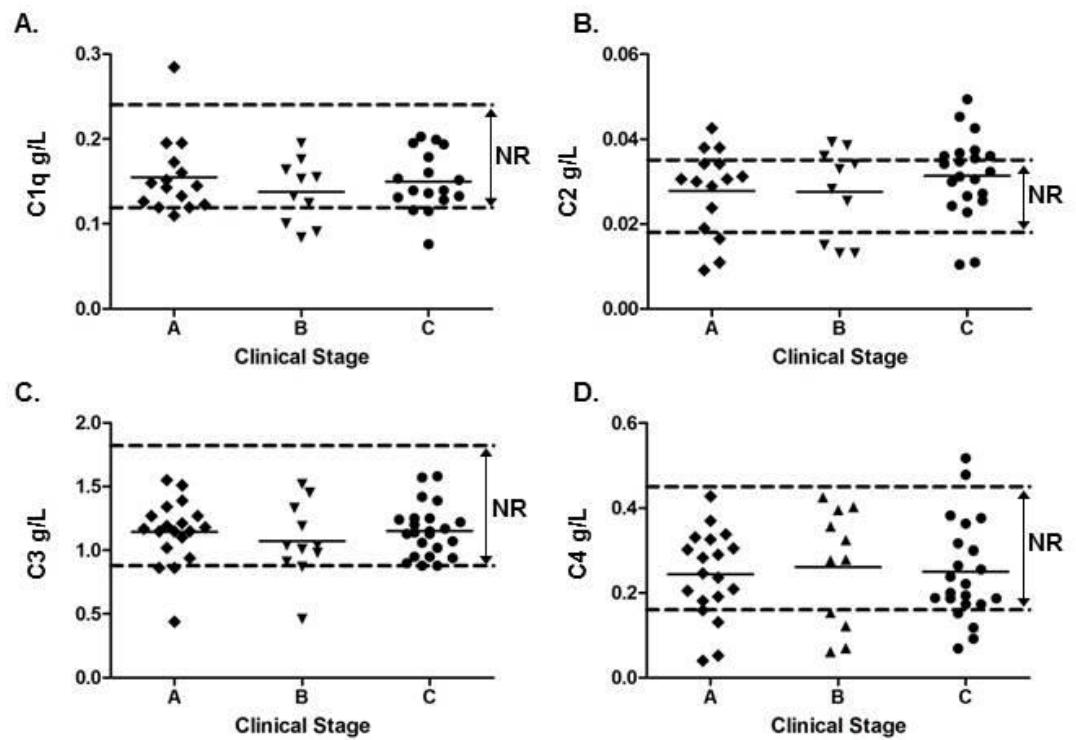 A.
C1q g/L
0.3
0.2
0.1
0.0
NR
A B C
Clinical Stage
B.
C2 g/L
0.06
0.04
0.02
0.00
NR
A B C
Clinical Stage
C.
C3 g/L
2.0
1.5
1.0
0.5
0.0
NR
A B C
Clinical Stage
D.
C4 g/L
0.6
0.4
0.2
0.0
NR
A B C
Clinical Stage